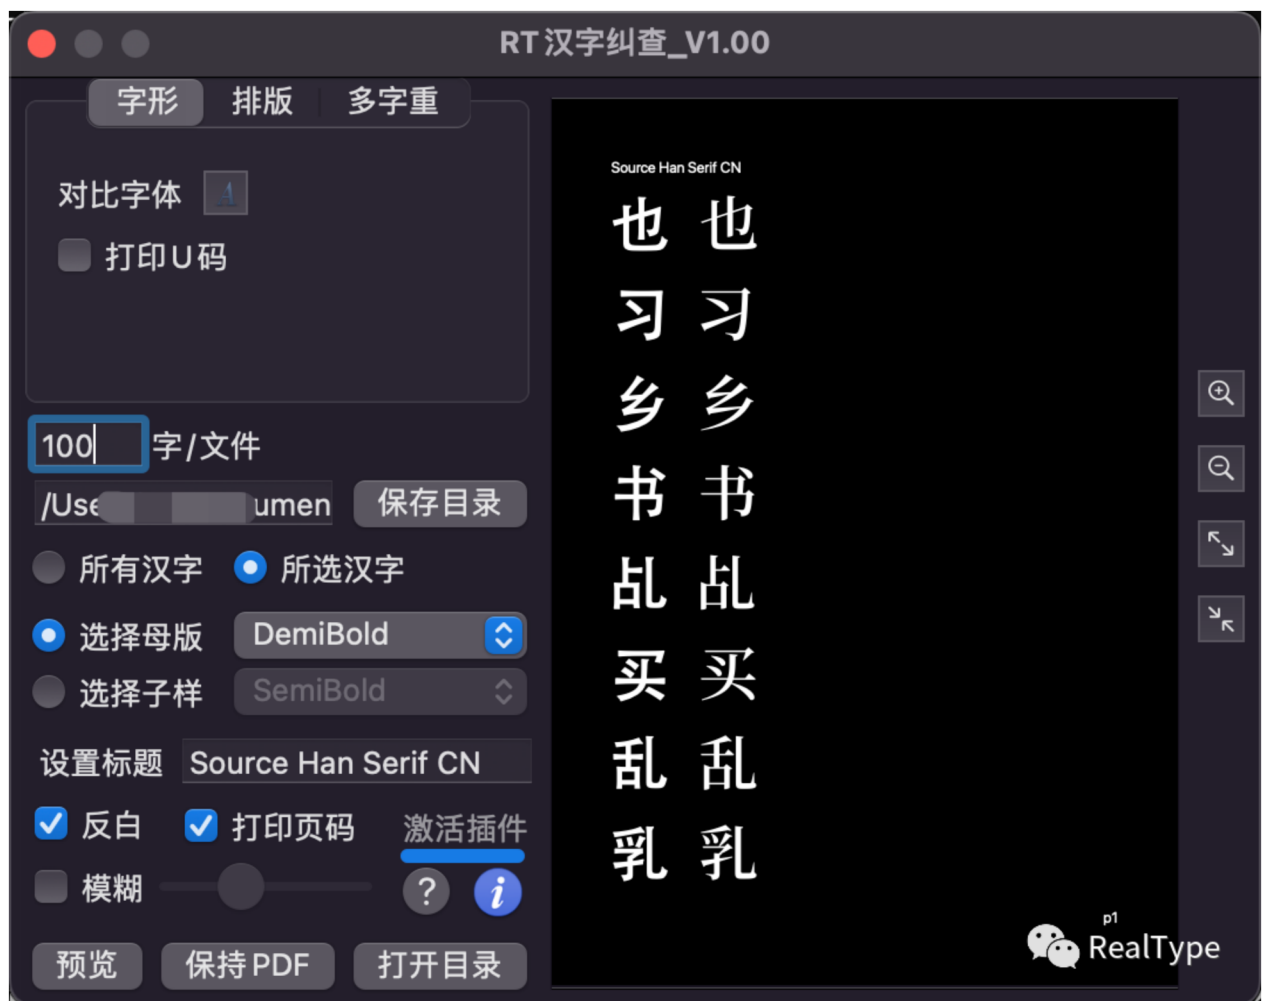 RT汉字纠查_V1.00
字形 排版 多字重
对比字体
打印U码
100 字/文件
/Use umen 保存目录
所有汉字 所选汉字
选择母版 DemiBold
选择子样 SemiBold
设置标题 Source Han Serif CN
反白 打印页码 激活插件
模糊 ? i
预览 保持PDF 打开目录
Source Han Serif CN
也 也
习 习
乡 乡
书 书
乩 乩
买 买
乱 乱
乳 乳
p1
RealType